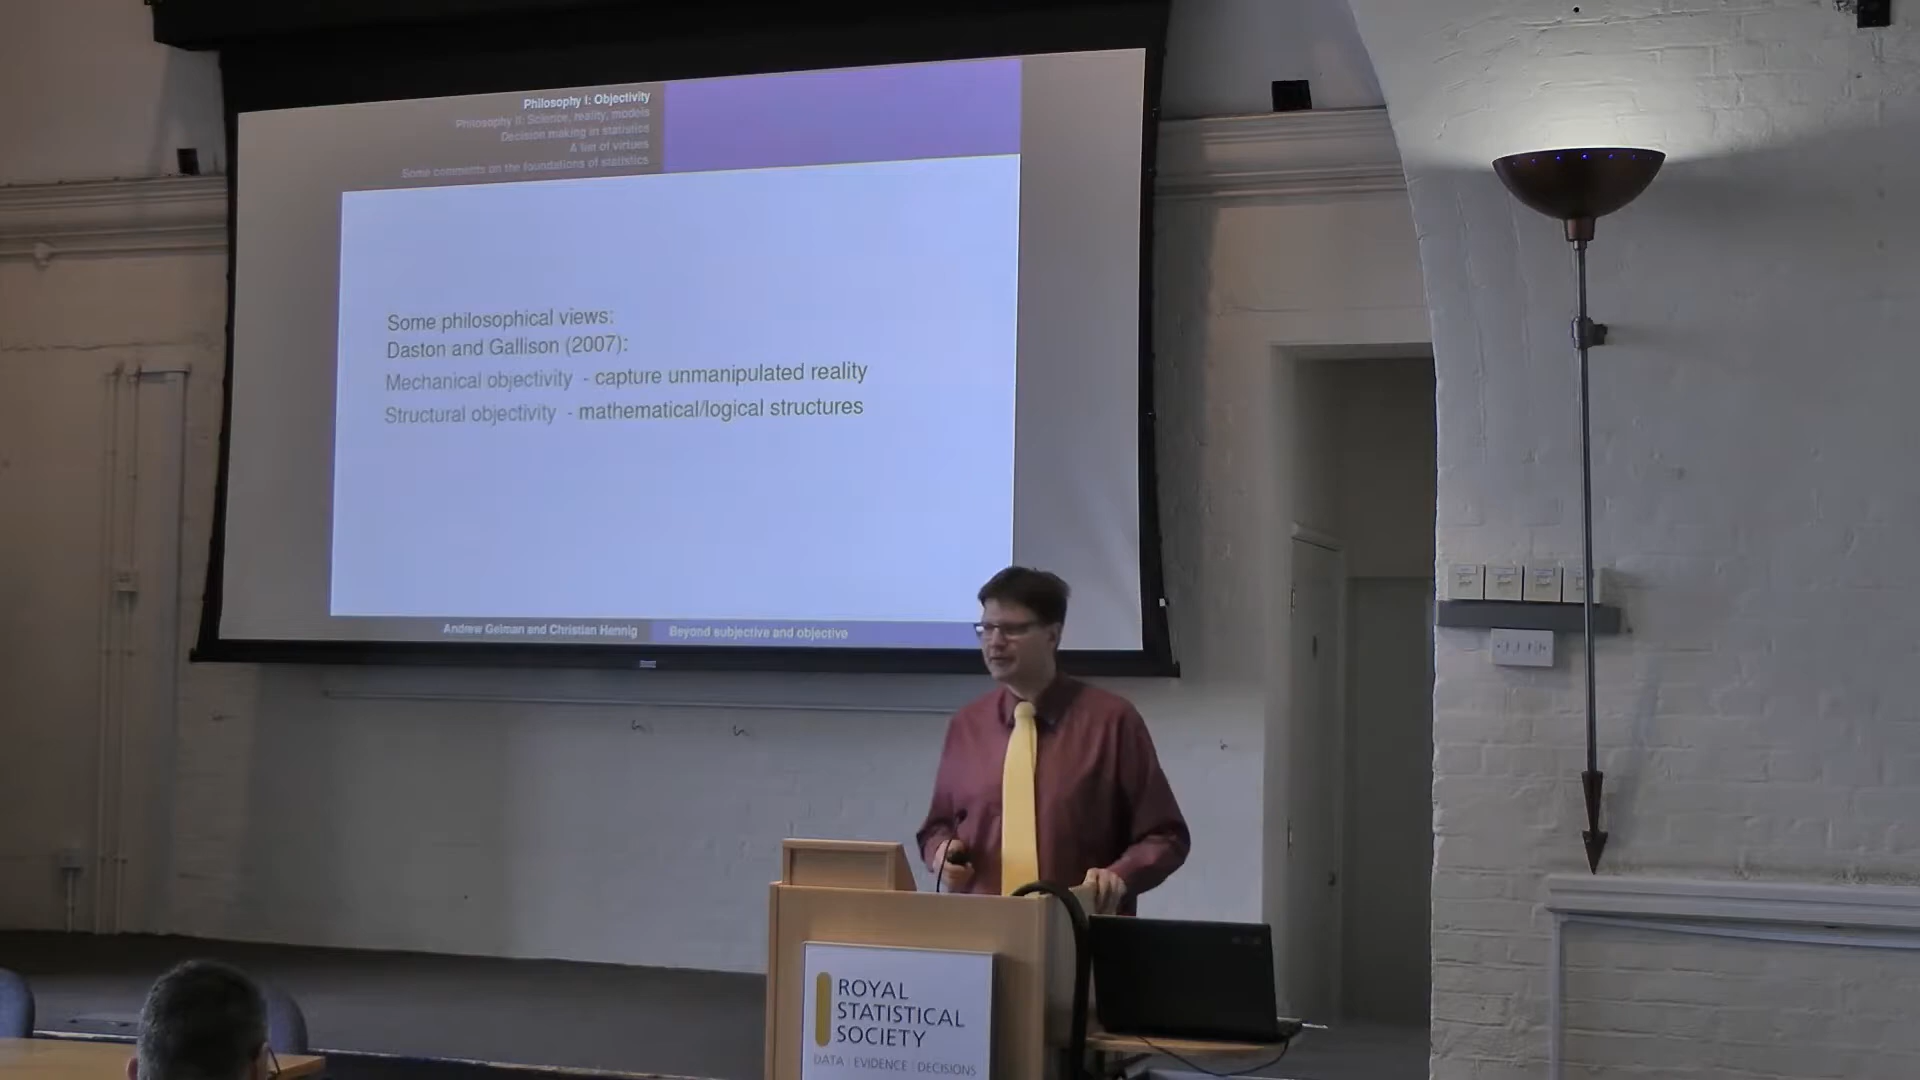 Philosophy I: Objectivity
Philosophy II: Science, reality, models
Decision making in statistics
A list of virtues
Some comments on the foundations of statistics
Some philosophical views:
Daston and Gallison (2007):
Mechanical objectivity - capture unmanipulated reality
Structural objectivity - mathematical/logical structures
Andrew Gelman and Christian Hennig
Beyond subjective and objective
ROYAL
STATISTICAL
SOCIETY
DATA | EVIDENCE | DECISIONS